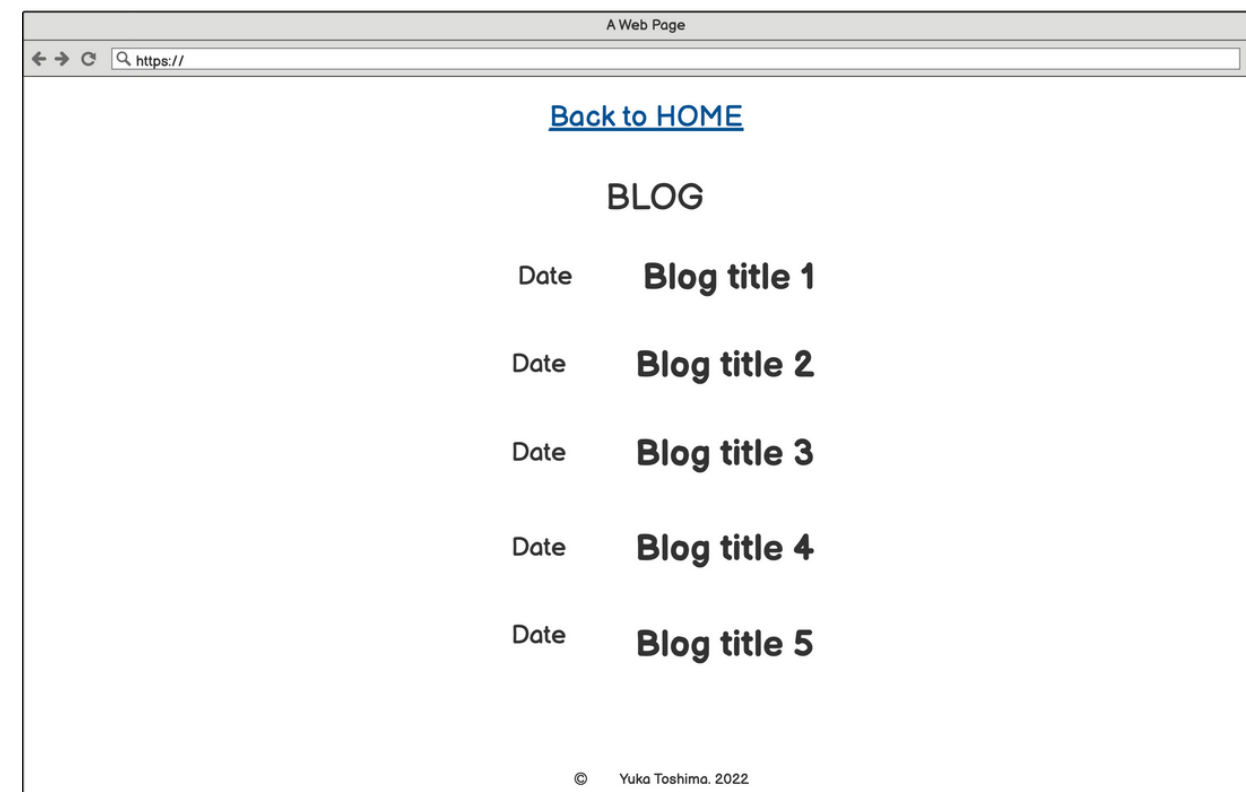 A Web Page
https://
Back to HOME
BLOG
Date Blog title 1
Date Blog title 2
Date Blog title 3
Date Blog title 4
Date Blog title 5
© Yuka Toshima. 2022